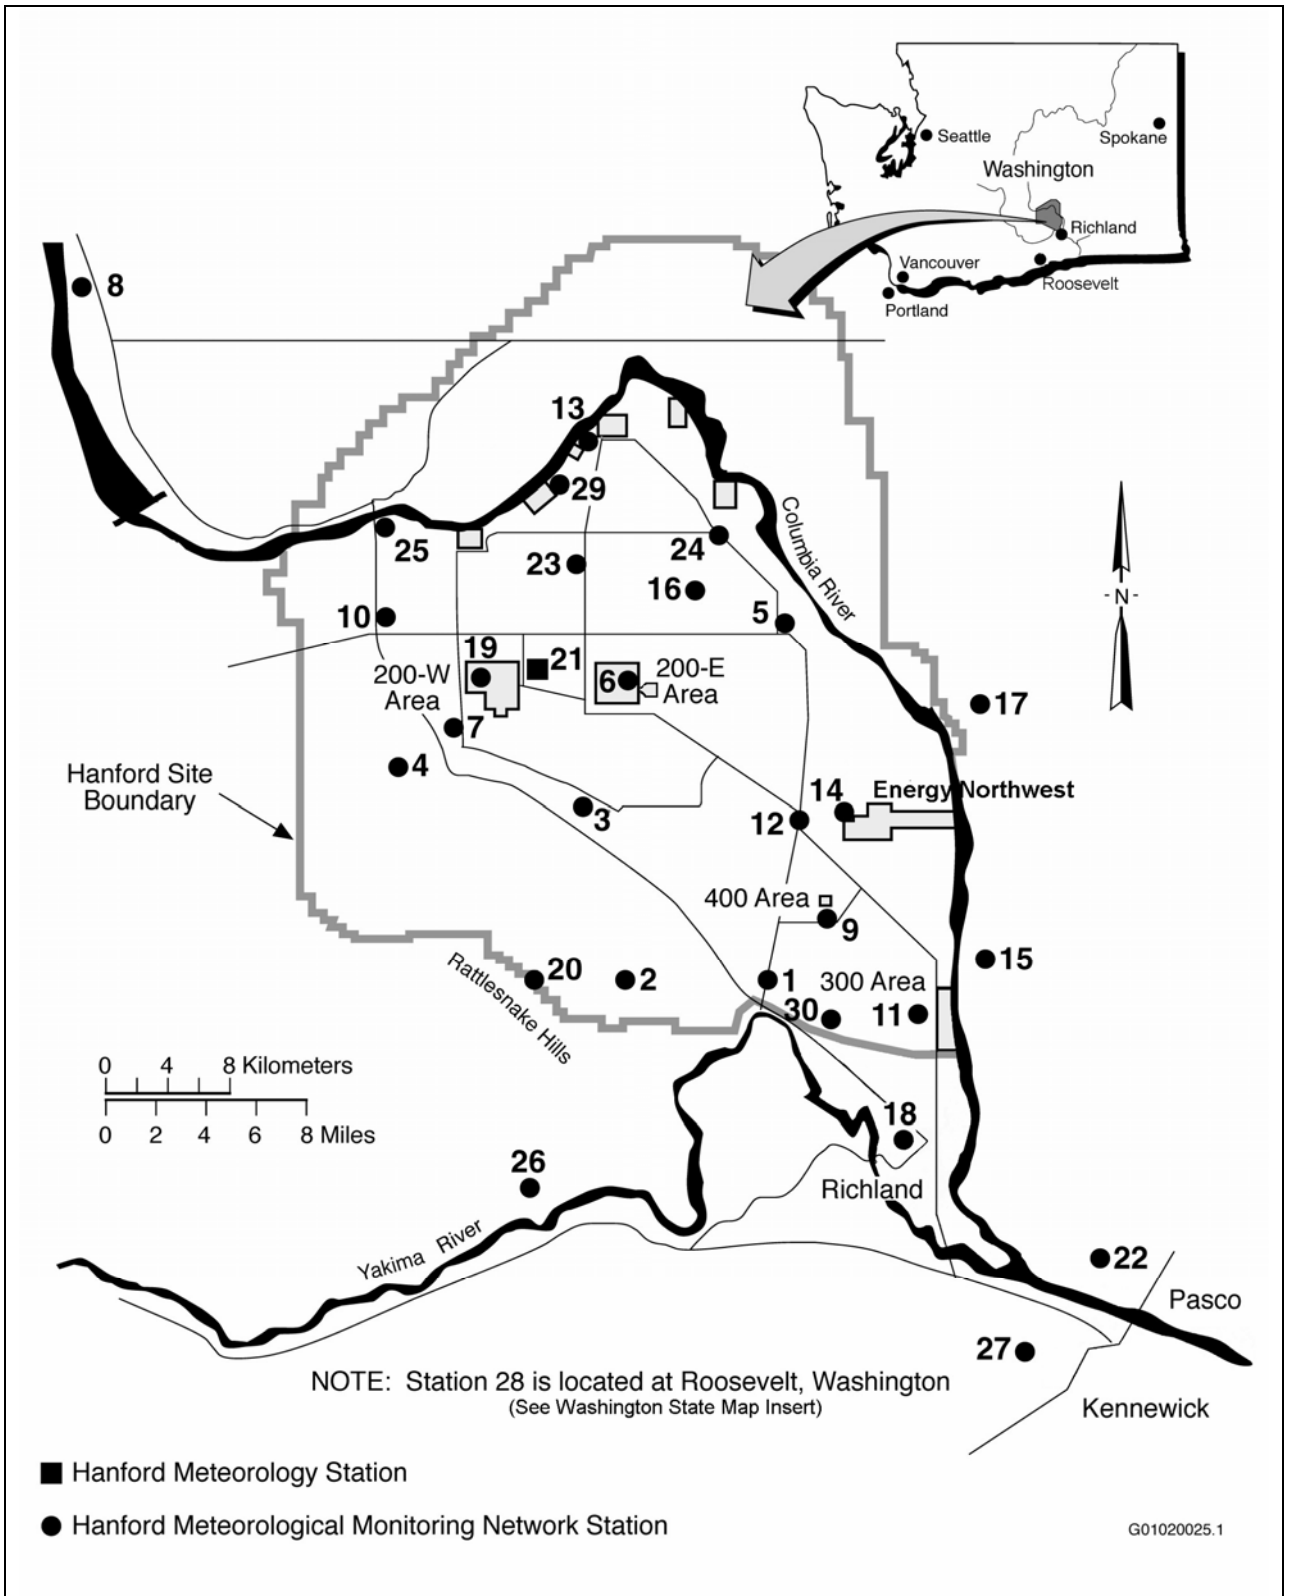 Seattle
Spokane
Washington
Richland
Vancouver
Roosevelt
Portland
8
13
29
25
24
23
16
10
5
19
21
200-W
Area
6
200-E
Area
Columbia River
17
7
4
Hanford Site
Boundary
3
14
Energy Northwest
12
400 Area
9
15
20
2
1
300 Area
30
11
Rattlesnake Hills
0 4 8 Kilometers
0 2 4 6 8 Miles
- N -
18
26
Richland
Yakima River
22
Pasco
27
Kennewick
NOTE: Station 28 is located at Roosevelt, Washington
(See Washington State Map Insert)
Hanford Meteorology Station
Hanford Meteorological Monitoring Network Station
G01020025.1